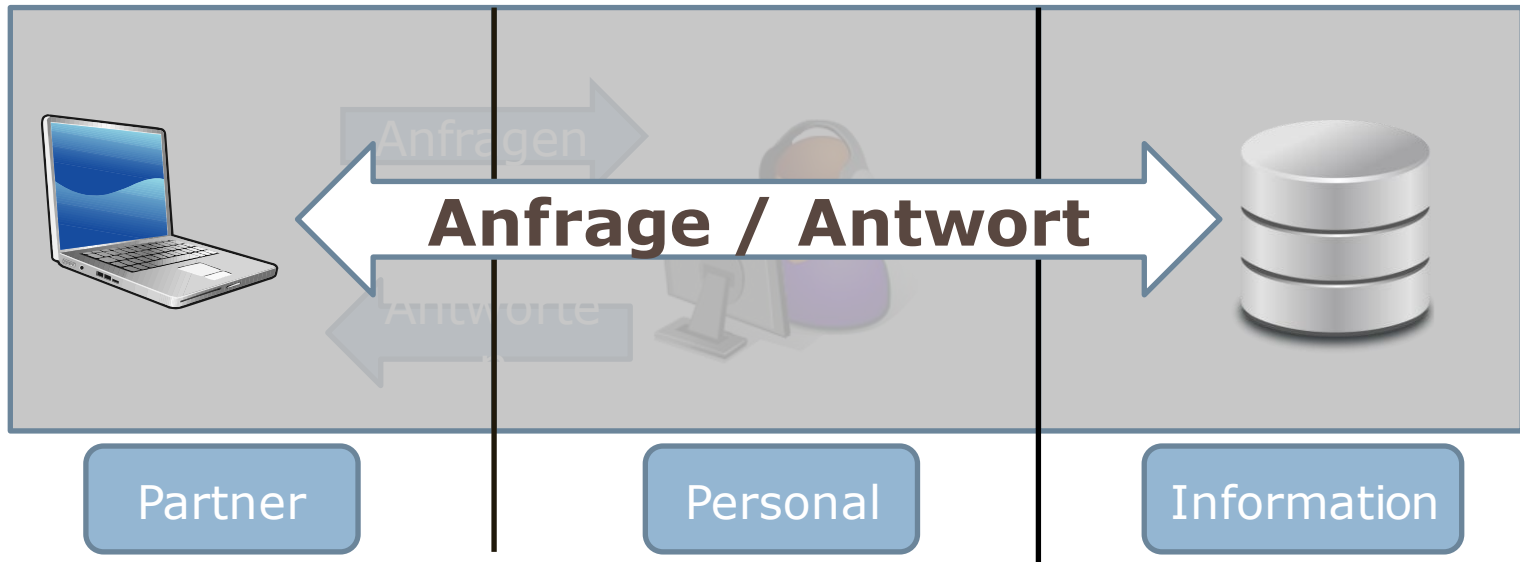 Anfragen
Anfrage / Antwort
Antworte
Partner
Personal
Information